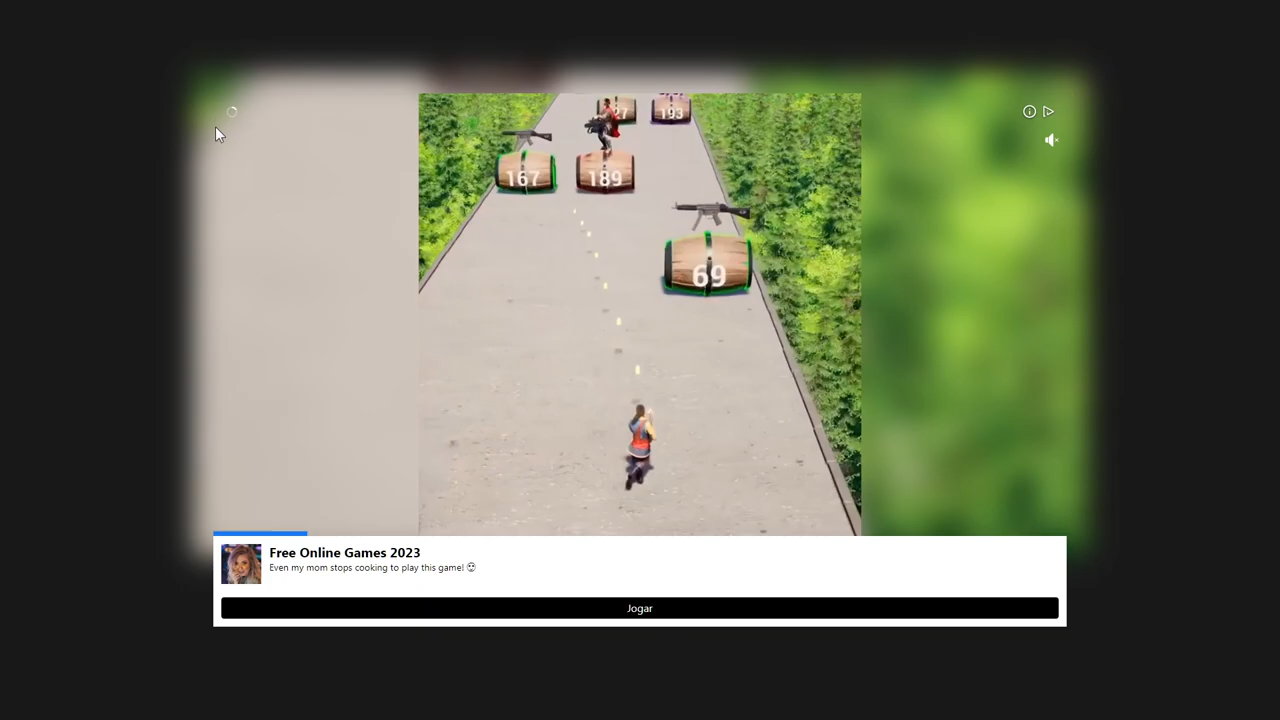 193
167
189
69
Free Online Games 2023
Even my mom stops cooking to play this game! 🙄
Jogar